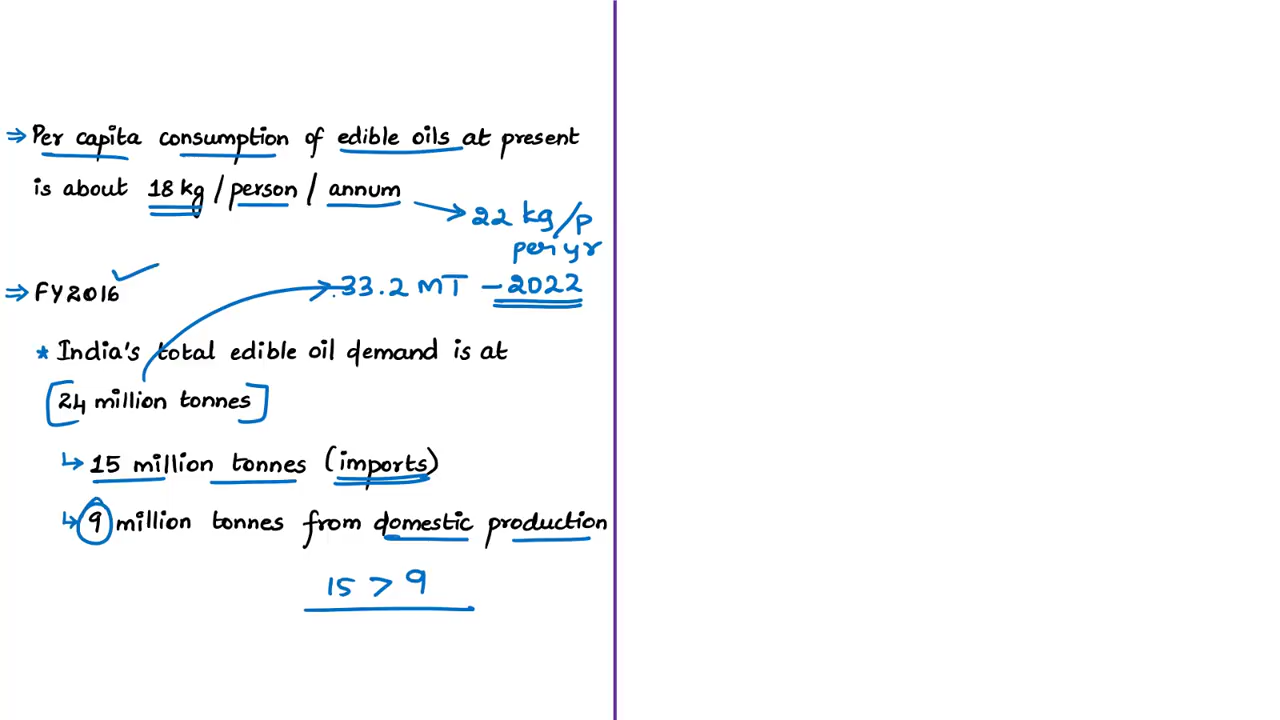 ⇒ Per capita consumption of edible oils at present
is about 18 kg / person / annum
→ 22 kg/p
per yr
⇒ FY2016
33.2 MT – 2022
* India's total edible oil demand is at
[24 million tonnes]
↳ 15 million tonnes (imports)
↳ 9 million tonnes from domestic production
15 > 9